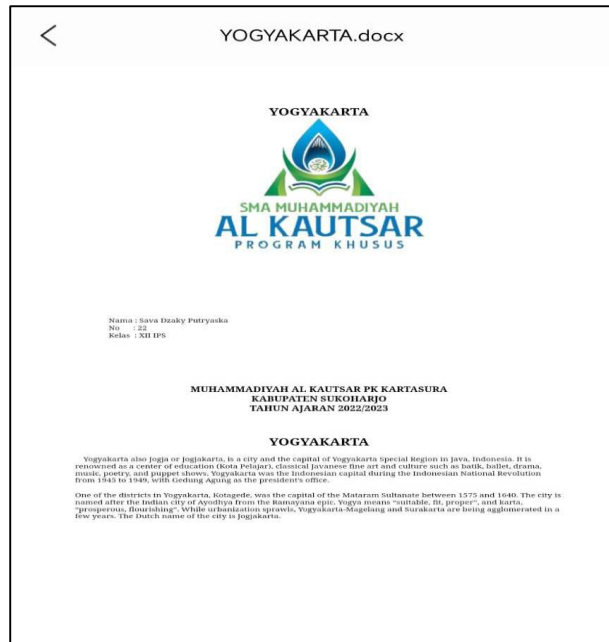 YOGYAKARTA.docx
YOGYAKARTA
SMA MUHAMMADIYAH
AL KAUTSAR
PROGRAM KHUSUS
Nama : Sava Dzaky Putryaska
No : 22
Kelas : XII IPS
MUHAMMADIYAH AL KAUTSAR PK KARTASURA
KABUPATEN SUKOHARJO
TAHUN AJARAN 2022/2023
YOGYAKARTA
Yogyakarta also Jogja or Jogjakarta, is a city and the capital of Yogyakarta Special Region in Java, Indonesia. It is
renowned as a center of education (Kota Pelajar), classical Javanese fine art and culture such as batik, ballet, drama,
music, poetry, and puppet shows. Yogyakarta was the Indonesian capital during the Indonesian National Revolution
from 1945 to 1949, with Gedung Agung as the president's office.
One of the districts in Yogyakarta, Kotagede, was the capital of the Mataram Sultanate between 1575 and 1640. The city is
named after the Indian city of Ayodhya from the Ramayana epic. Yogya means "suitable, fit, proper", and karta,
"prosperous, flourishing". While urbanization sprawls, Yogyakarta-Magelang and Surakarta are being agglomerated in a
few years. The Dutch name of the city is Jogjakarta.